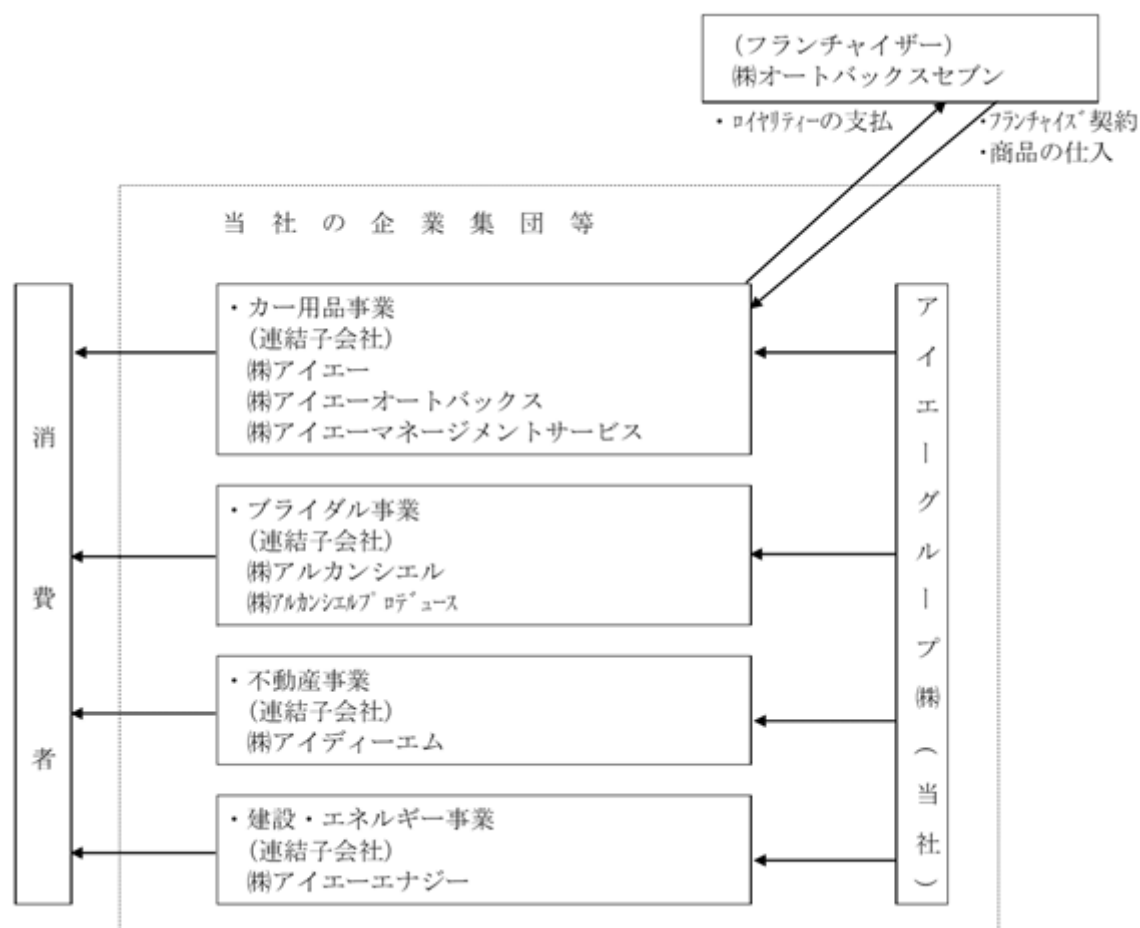 (フランチャイザー)
㈱オートバックスセブン
・ロイヤリティーの支払
・フランチャイズ契約
・商品の仕入
当社の企業集団等
・カー用品事業
(連結子会社)
㈱アイエー
㈱アイエーオートバックス
㈱アイエーマネージメントサービス
・ブライダル事業
(連結子会社)
㈱アルカンシエル
㈱アルカンシエルプロデュース
・不動産事業
(連結子会社)
㈱アイディーエム
・建設・エネルギー事業
(連結子会社)
㈱アイエーエナジー
消費者
アイエーグループ㈱(当社)